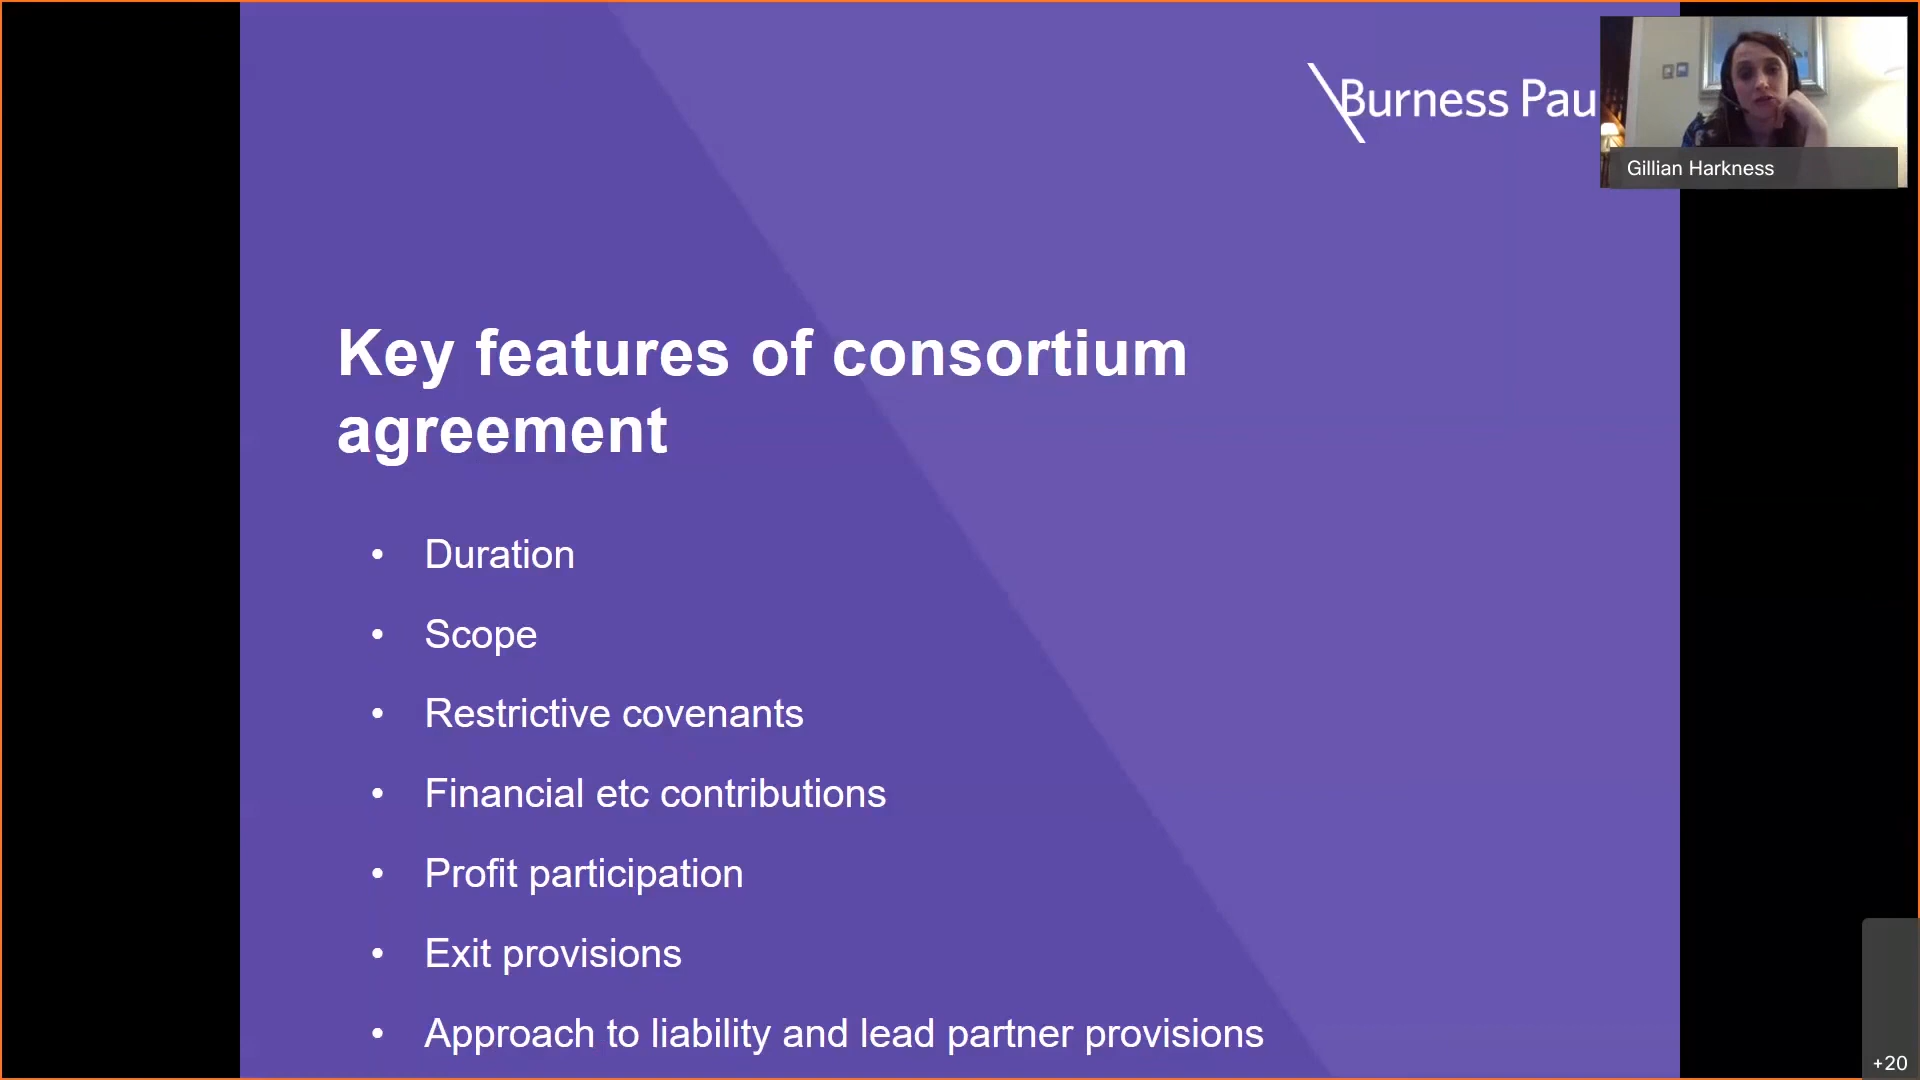 Burness Pau
Gillian Harkness
Key features of consortium
agreement
• Duration
• Scope
• Restrictive covenants
• Financial etc contributions
• Profit participation
• Exit provisions
• Approach to liability and lead partner provisions
+20